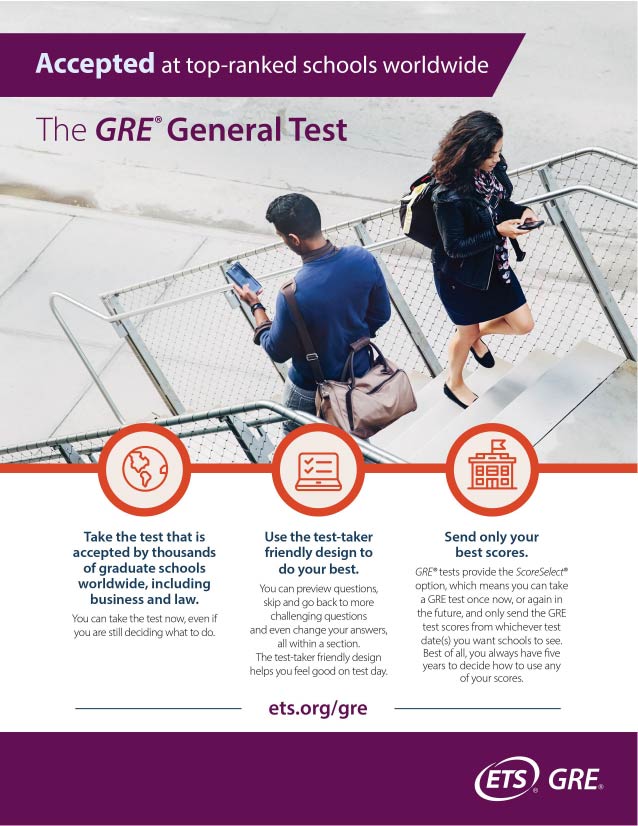 Accepted at top-ranked schools worldwide
The GRE® General Test
Take the test that is
accepted by thousands
of graduate schools
worldwide, including
business and law.
You can take the test now, even if
you are still deciding what to do.
Use the test-taker
friendly design to
do your best.
You can preview questions,
skip and go back to more
challenging questions
and even change your answers,
all within a section.
The test-taker friendly design
helps you feel good on test day.
Send only your
best scores.
GRE® tests provide the ScoreSelect®
option, which means you can take
a GRE test once now, or again in
the future, and only send the GRE
test scores from whichever test
date(s) you want schools to see.
Best of all, you always have five
years to decide how to use any
of your scores.
ets.org/gre
ETS® GRE®